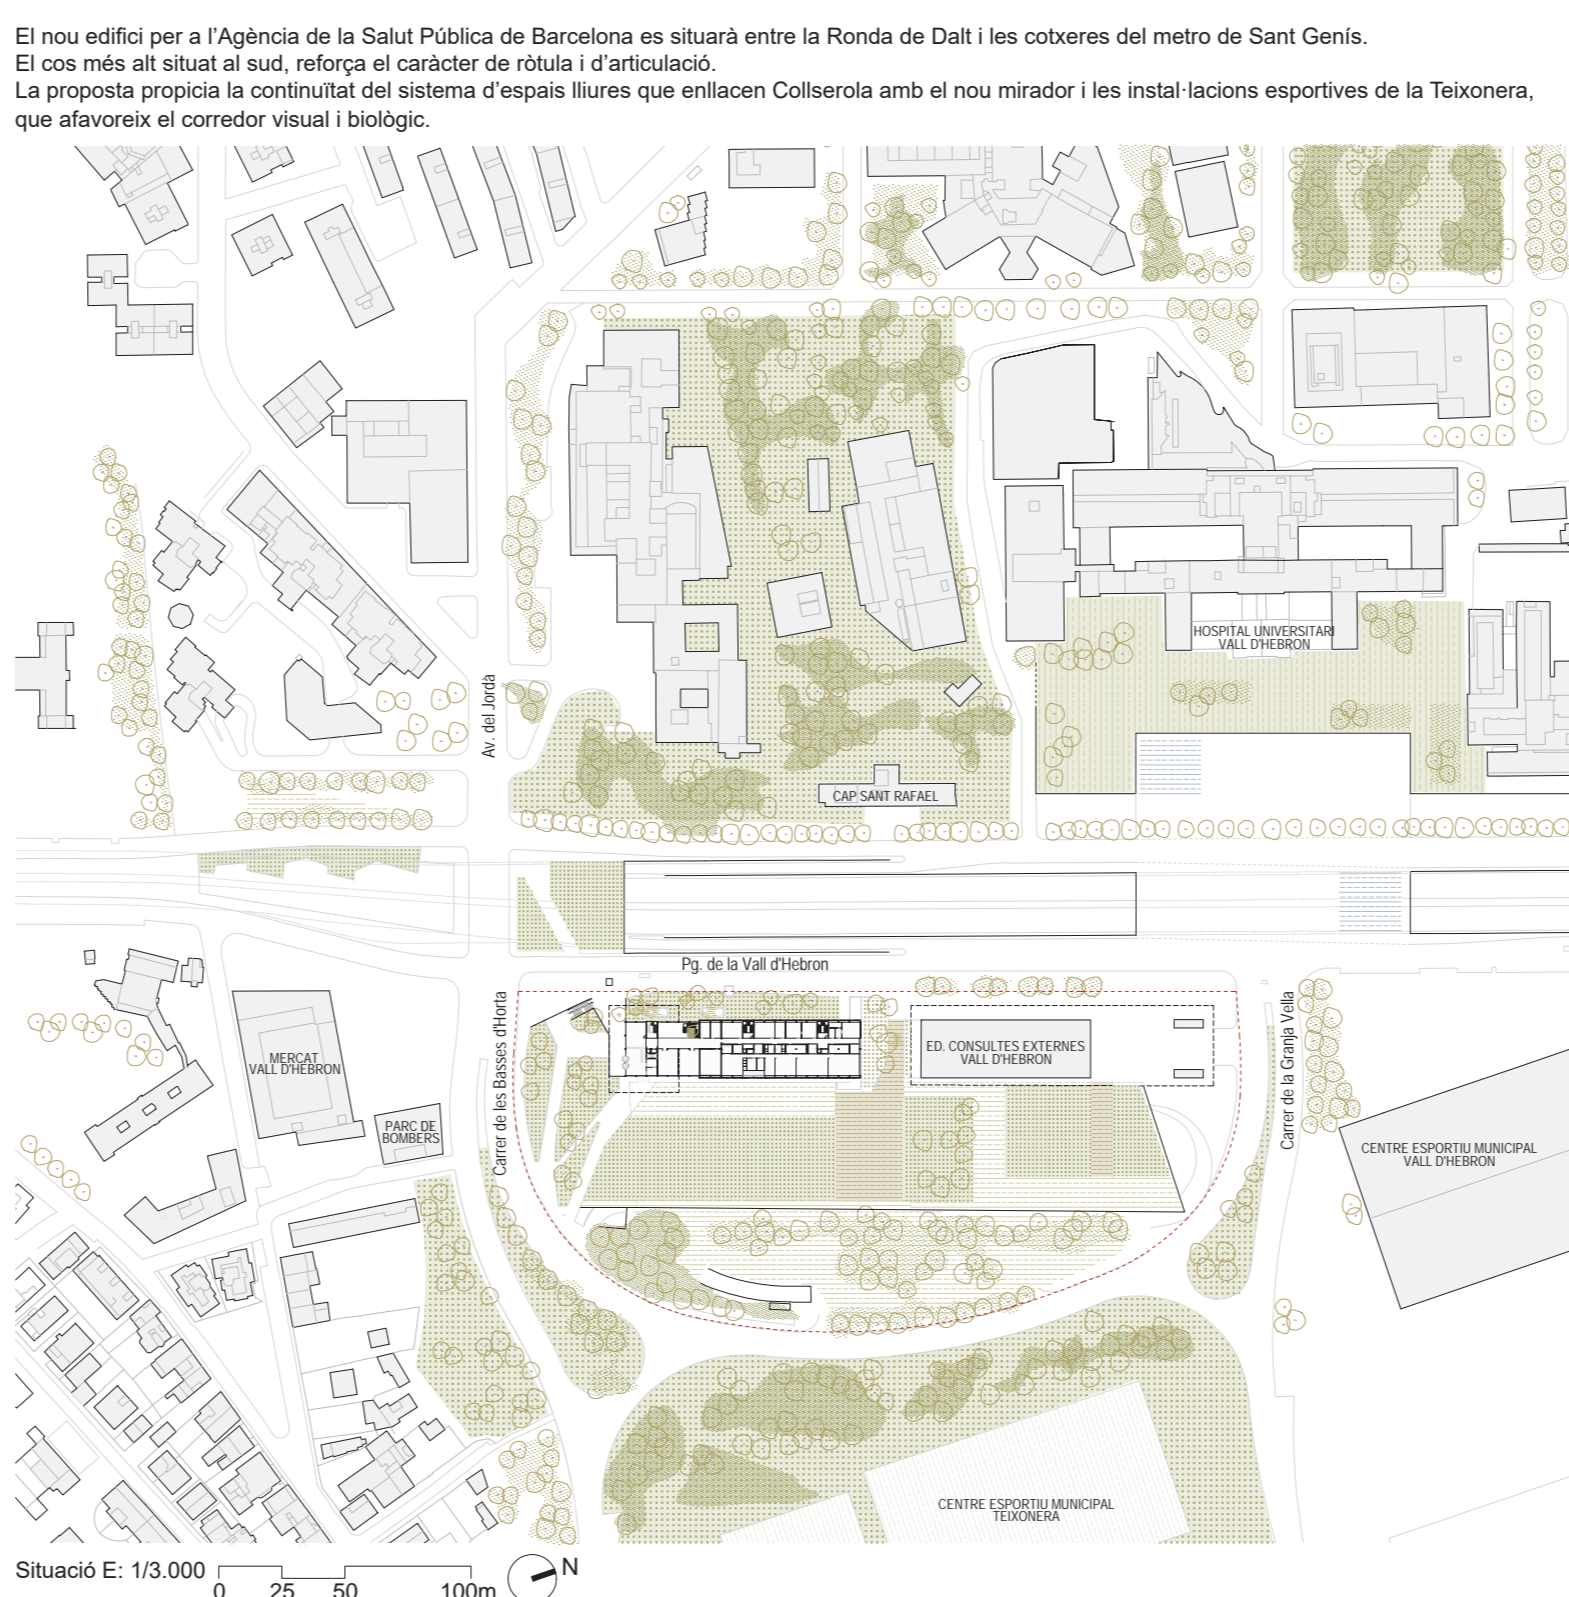 El nou edifici per a l’Agència de la Salut Pública de Barcelona es situarà entre la Ronda de Dalt i les cotxeres del metro de Sant Genís.
El cos més alt situat al sud, reforça el caràcter de ròtula i d’articulació.
La proposta propicia la continuïtat del sistema d’espais lliures que enllacen Collserola amb el nou mirador i les instal·lacions esportives de la Teixonera,
que afavoreix el corredor visual i biològic.
HOSPITAL UNIVERSITARI
VALL D'HEBRON
Av. del Jordà
CAP SANT RAFAEL
Pg. de la Vall d'Hebron
Carrer de les Basses d'Horta
Carrer de la Granja Vella
MERCAT
VALL D'HEBRON
ED. CONSULTES EXTERNES
VALL D'HEBRON
PARC DE
BOMBERS
CENTRE ESPORTIU MUNICIPAL
VALL D'HEBRON
CENTRE ESPORTIU MUNICIPAL
TEIXONERA
Situació E: 1/3.000
0 25 50 100m
N